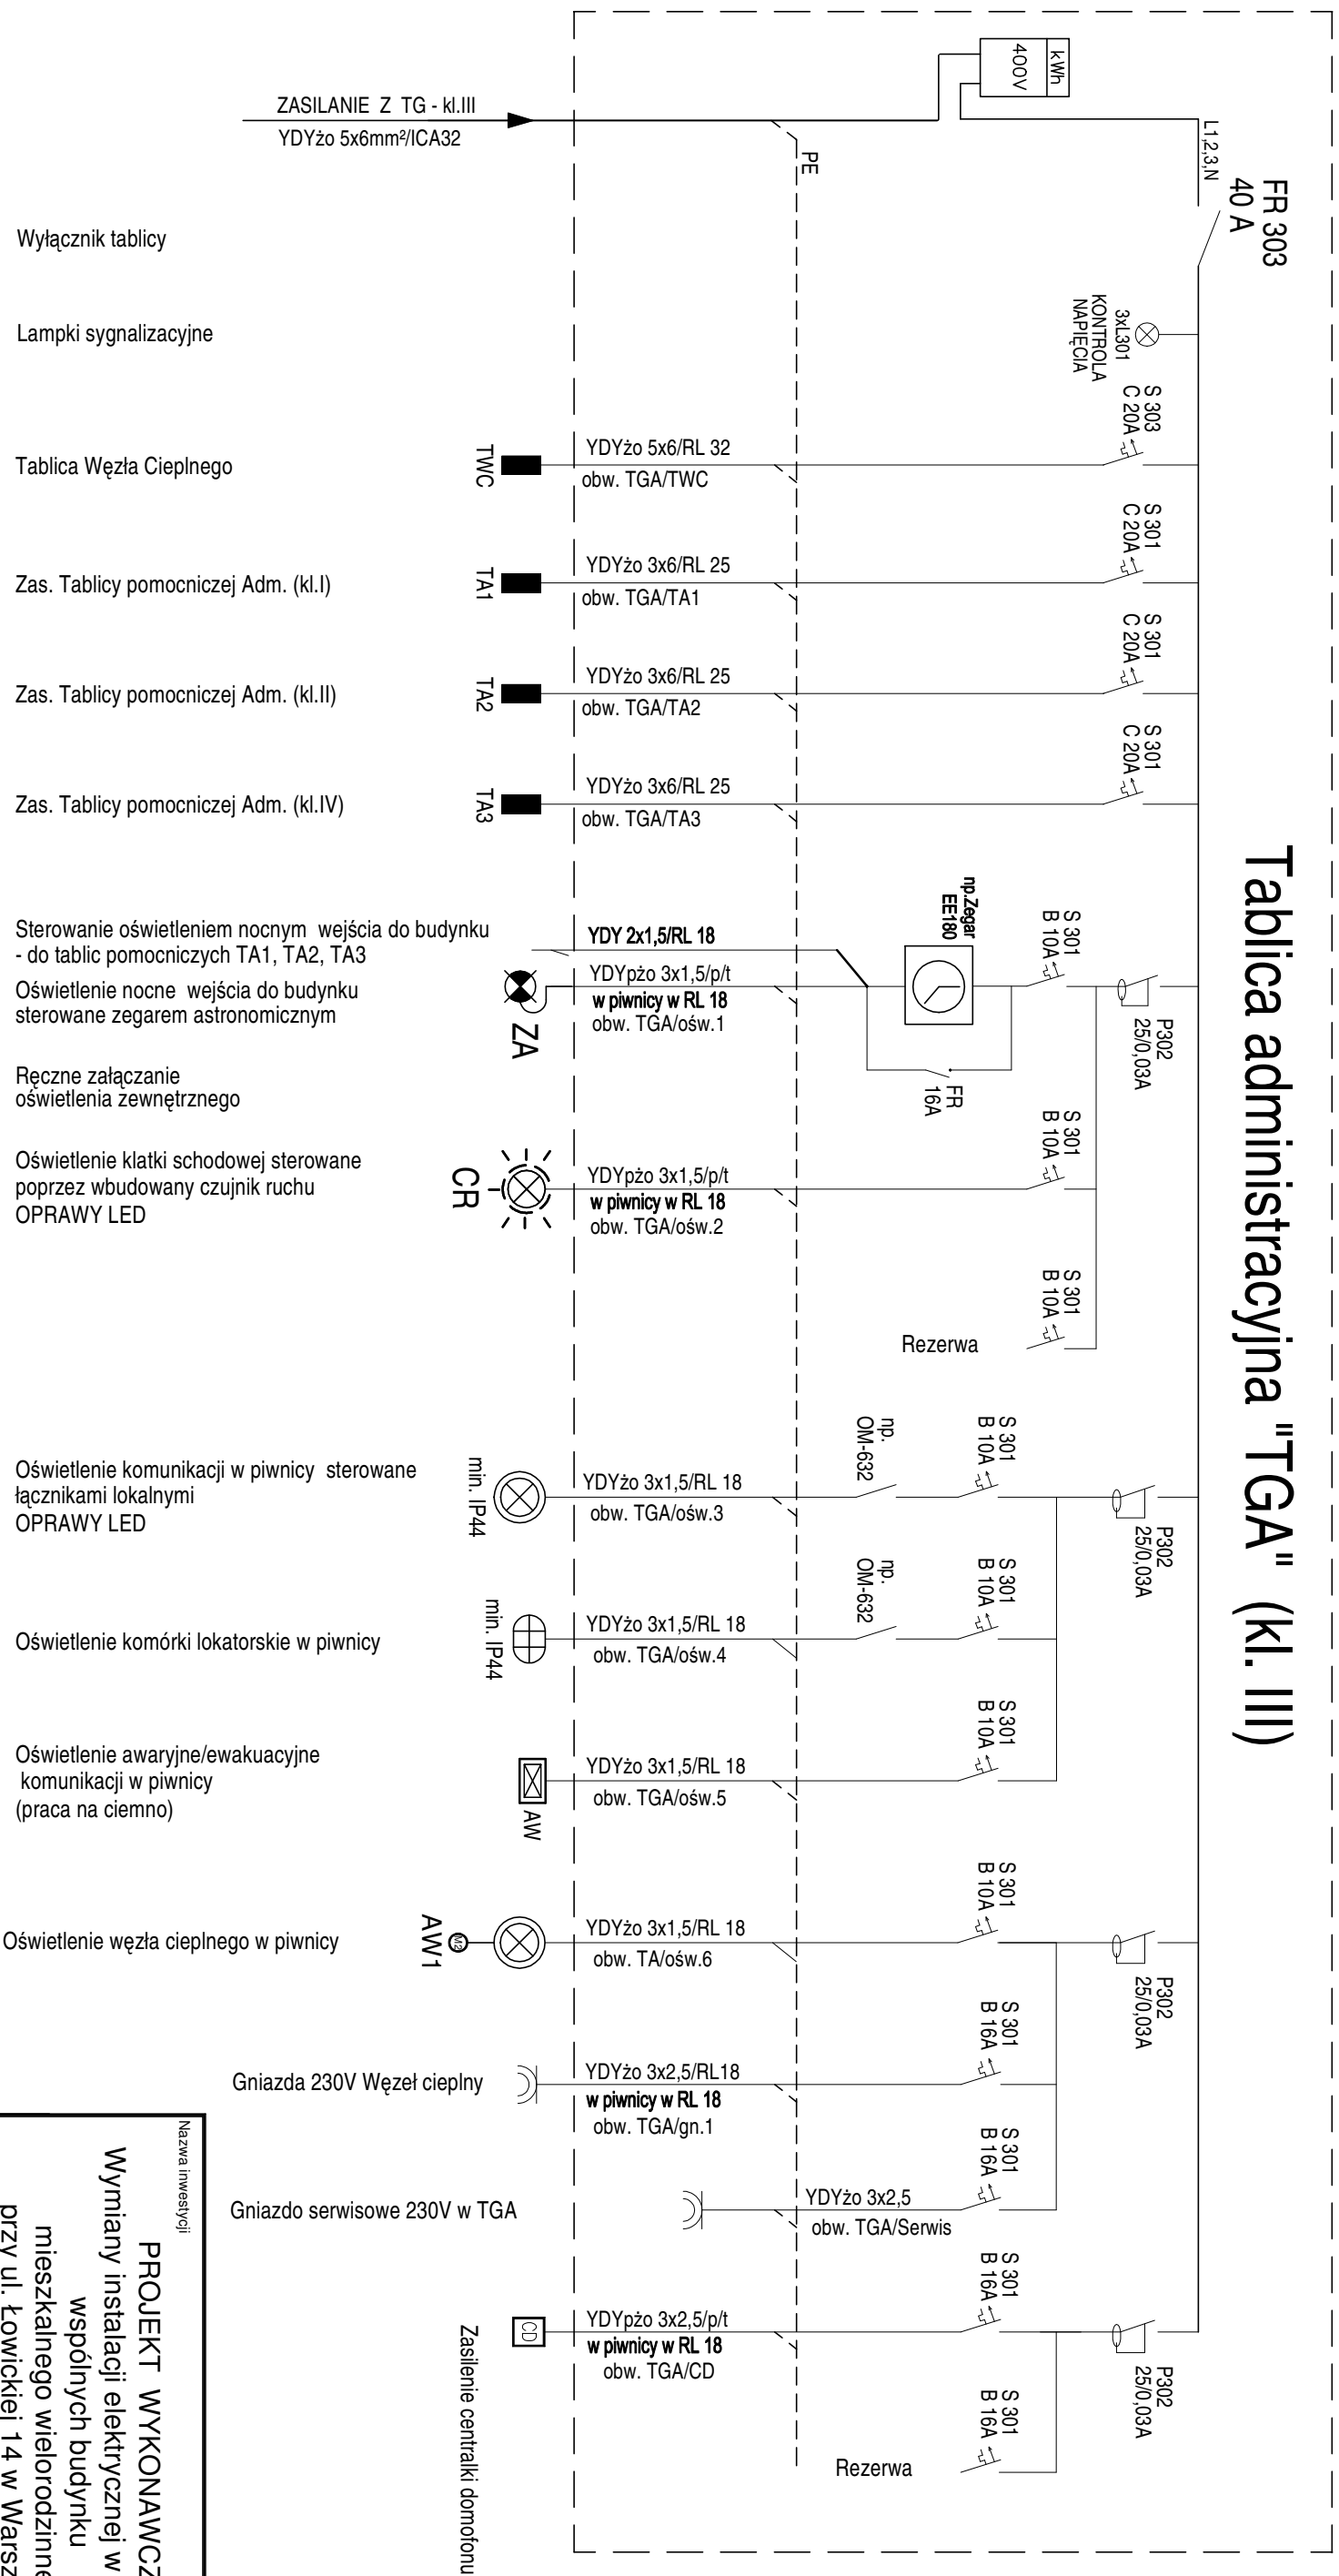 Tablica administracyjna "TGA" (kl. III)
kWh
400V
ZASILANIE Z TG - kl.III
YDYżo 5x6mm²/ICA32
PE
L1,2,3,N
FR 303
40 A
Wyłącznik tablicy
Lampki sygnalizacyjne
3xL301
KONTROLA
NAPIĘCIA
Tablica Węzła Cieplnego
TWC
YDYżo 5x6/RL 32
obw. TGA/TWC
S 303
C 20A
Zas. Tablicy pomocniczej Adm. (kl.I)
TA1
YDYżo 3x6/RL 25
obw. TGA/TA1
S 301
C 20A
Zas. Tablicy pomocniczej Adm. (kl.II)
TA2
YDYżo 3x6/RL 25
obw. TGA/TA2
S 301
C 20A
Zas. Tablicy pomocniczej Adm. (kl.IV)
TA3
YDYżo 3x6/RL 25
obw. TGA/TA3
S 301
C 20A
Sterowanie oświetleniem nocnym wejścia do budynku
- do tablic pomocniczych TA1, TA2, TA3
YDY 2x1,5/RL 18
Oświetlenie nocne wejścia do budynku
sterowane zegarem astronomicznym
ZA
YDYpżo 3x1,5/p/t
w piwnicy w RL 18
obw. TGA/ośw.1
np.Zegar
EE180
S 301
B 10A
P302
25/0,03A
Ręczne załączanie
oświetlenia zewnętrznego
FR
16A
Oświetlenie klatki schodowej sterowane
poprzez wbudowany czujnik ruchu
OPRAWY LED
CR
YDYpżo 3x1,5/p/t
w piwnicy w RL 18
obw. TGA/ośw.2
S 301
B 10A
Rezerwa
S 301
B 10A
Oświetlenie komunikacji w piwnicy sterowane
łącznikami lokalnymi
OPRAWY LED
min. IP44
YDYżo 3x1,5/RL 18
obw. TGA/ośw.3
np.
OM-632
S 301
B 10A
P302
25/0,03A
Oświetlenie komórki lokatorskie w piwnicy
min. IP44
YDYżo 3x1,5/RL 18
obw. TGA/ośw.4
np.
OM-632
S 301
B 10A
Oświetlenie awaryjne/ewakuacyjne
komunikacji w piwnicy
(praca na ciemno)
AW
YDYżo 3x1,5/RL 18
obw. TGA/ośw.5
S 301
B 10A
Oświetlenie węzła cieplnego w piwnicy
AW1
M2
YDYżo 3x1,5/RL 18
obw. TA/ośw.6
S 301
B 10A
P302
25/0,03A
Gniazda 230V Węzeł cieplny
YDYżo 3x2,5/RL18
w piwnicy w RL 18
obw. TGA/gn.1
S 301
B 16A
Gniazdo serwisowe 230V w TGA
YDYżo 3x2,5
obw. TGA/Serwis
S 301
B 16A
Zasilenie centralki domofonu
CD
YDYpżo 3x2,5/p/t
w piwnicy w RL 18
obw. TGA/CD
S 301
B 16A
P302
25/0,03A
Rezerwa
S 301
B 16A
Nazwa inwestycji
PROJEKT WYKONAWCZ
Wymiany instalacji elektrycznej w
wspólnych budynku
mieszkalnego wielorodzinne
przy ul. Łowickiej 14 w Warsz